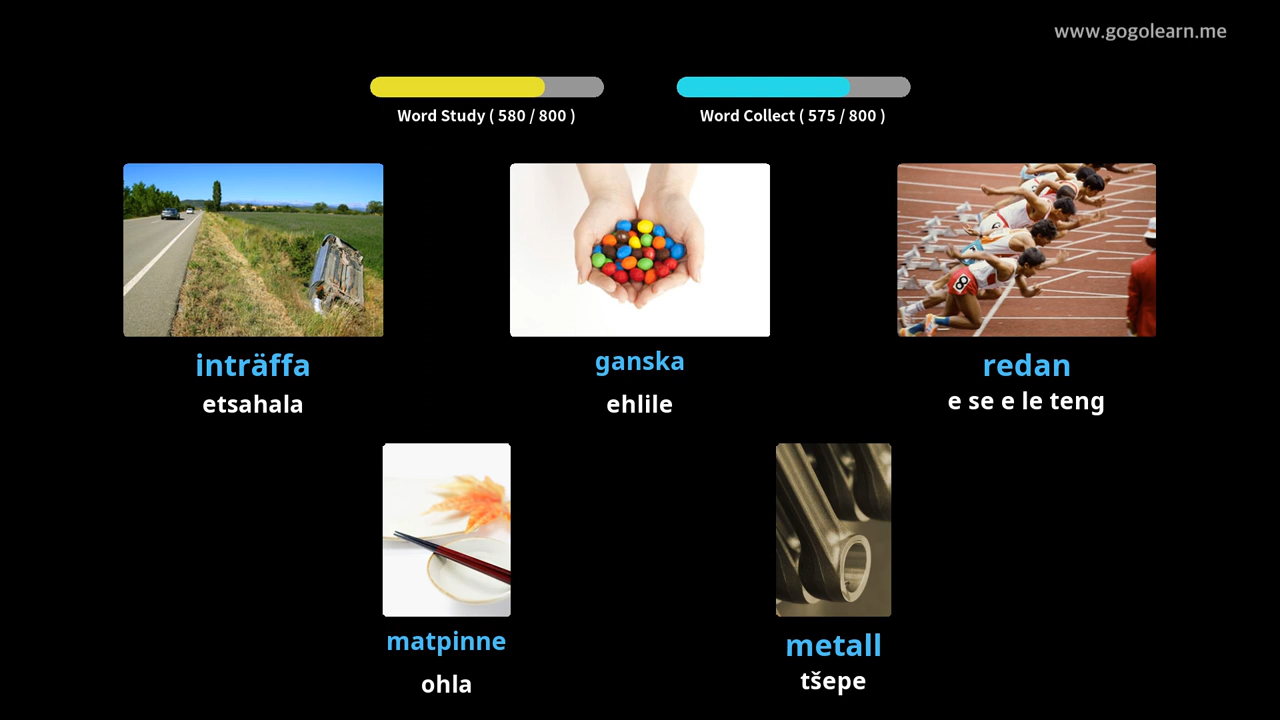 www.gogolearn.me
Word Study ( 580 / 800 )
Word Collect ( 575 / 800 )
inträffa
etsahala
ganska
ehlile
redan
e se e le teng
8
matpinne
ohla
metall
tšepe